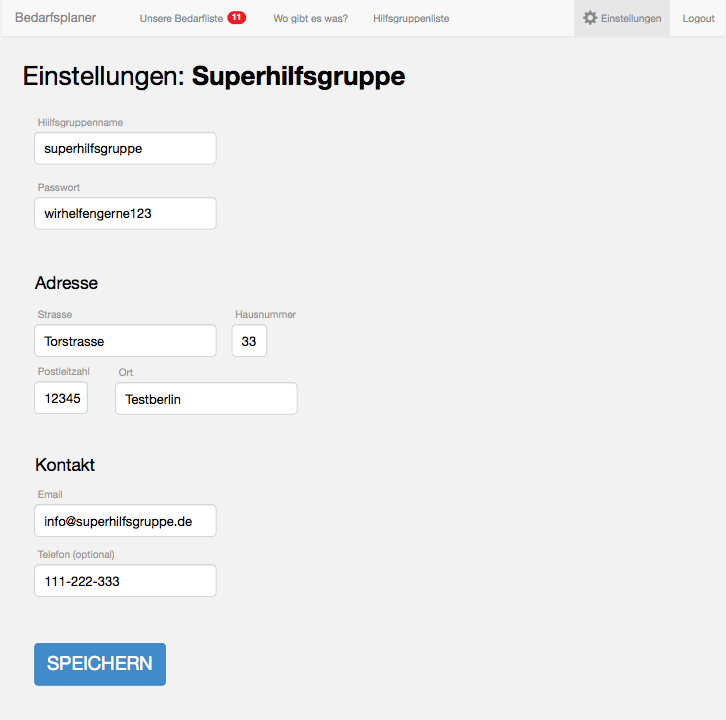 Bedarfsplaner Unsere Bedarfliste 11 Wo gibt es was? Hilfsgruppenliste Einstellungen Logout
Einstellungen: Superhilfsgruppe
Hiilfsgruppenname
superhilfsgruppe
Passwort
wirhelfengerne123
Adresse
Strasse Hausnummer
Torstrasse 33
Postleitzahl Ort
12345 Testberlin
Kontakt
Email
info@superhilfsgruppe.de
Telefon (optional)
111-222-333
SPEICHERN